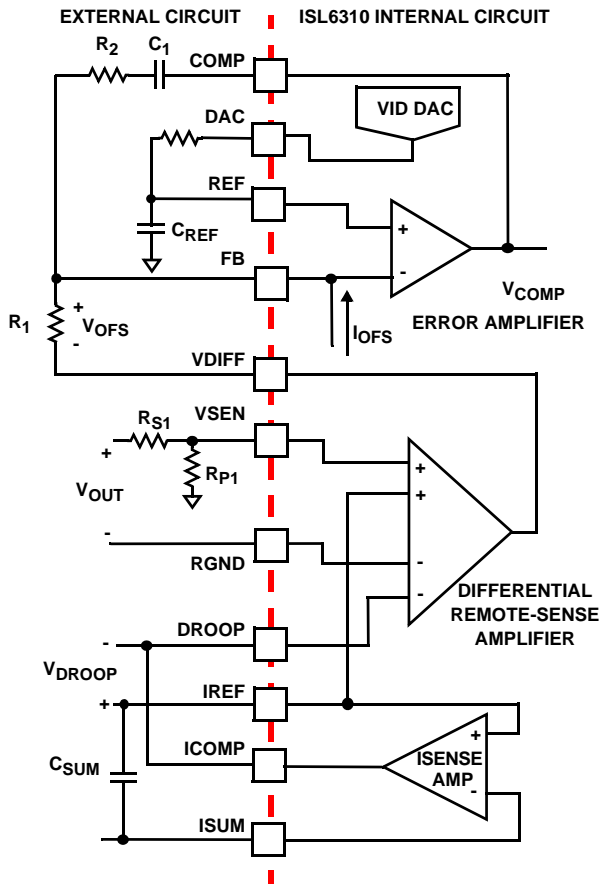 EXTERNAL CIRCUIT
ISL6310 INTERNAL CIRCUIT
R2
C1
COMP
DAC
VID DAC
REF
+
CREF
FB
-
VCOMP
R1
+
VOFS
-
IOFS
ERROR AMPLIFIER
VDIFF
RS1
VSEN
+
RP1
+
VOUT
+
-
-
RGND
-
DIFFERENTIAL
REMOTE-SENSE
AMPLIFIER
DROOP
-
VDROOP
IREF
+
+
ICOMP
ISENSE
AMP
CSUM
-
ISUM